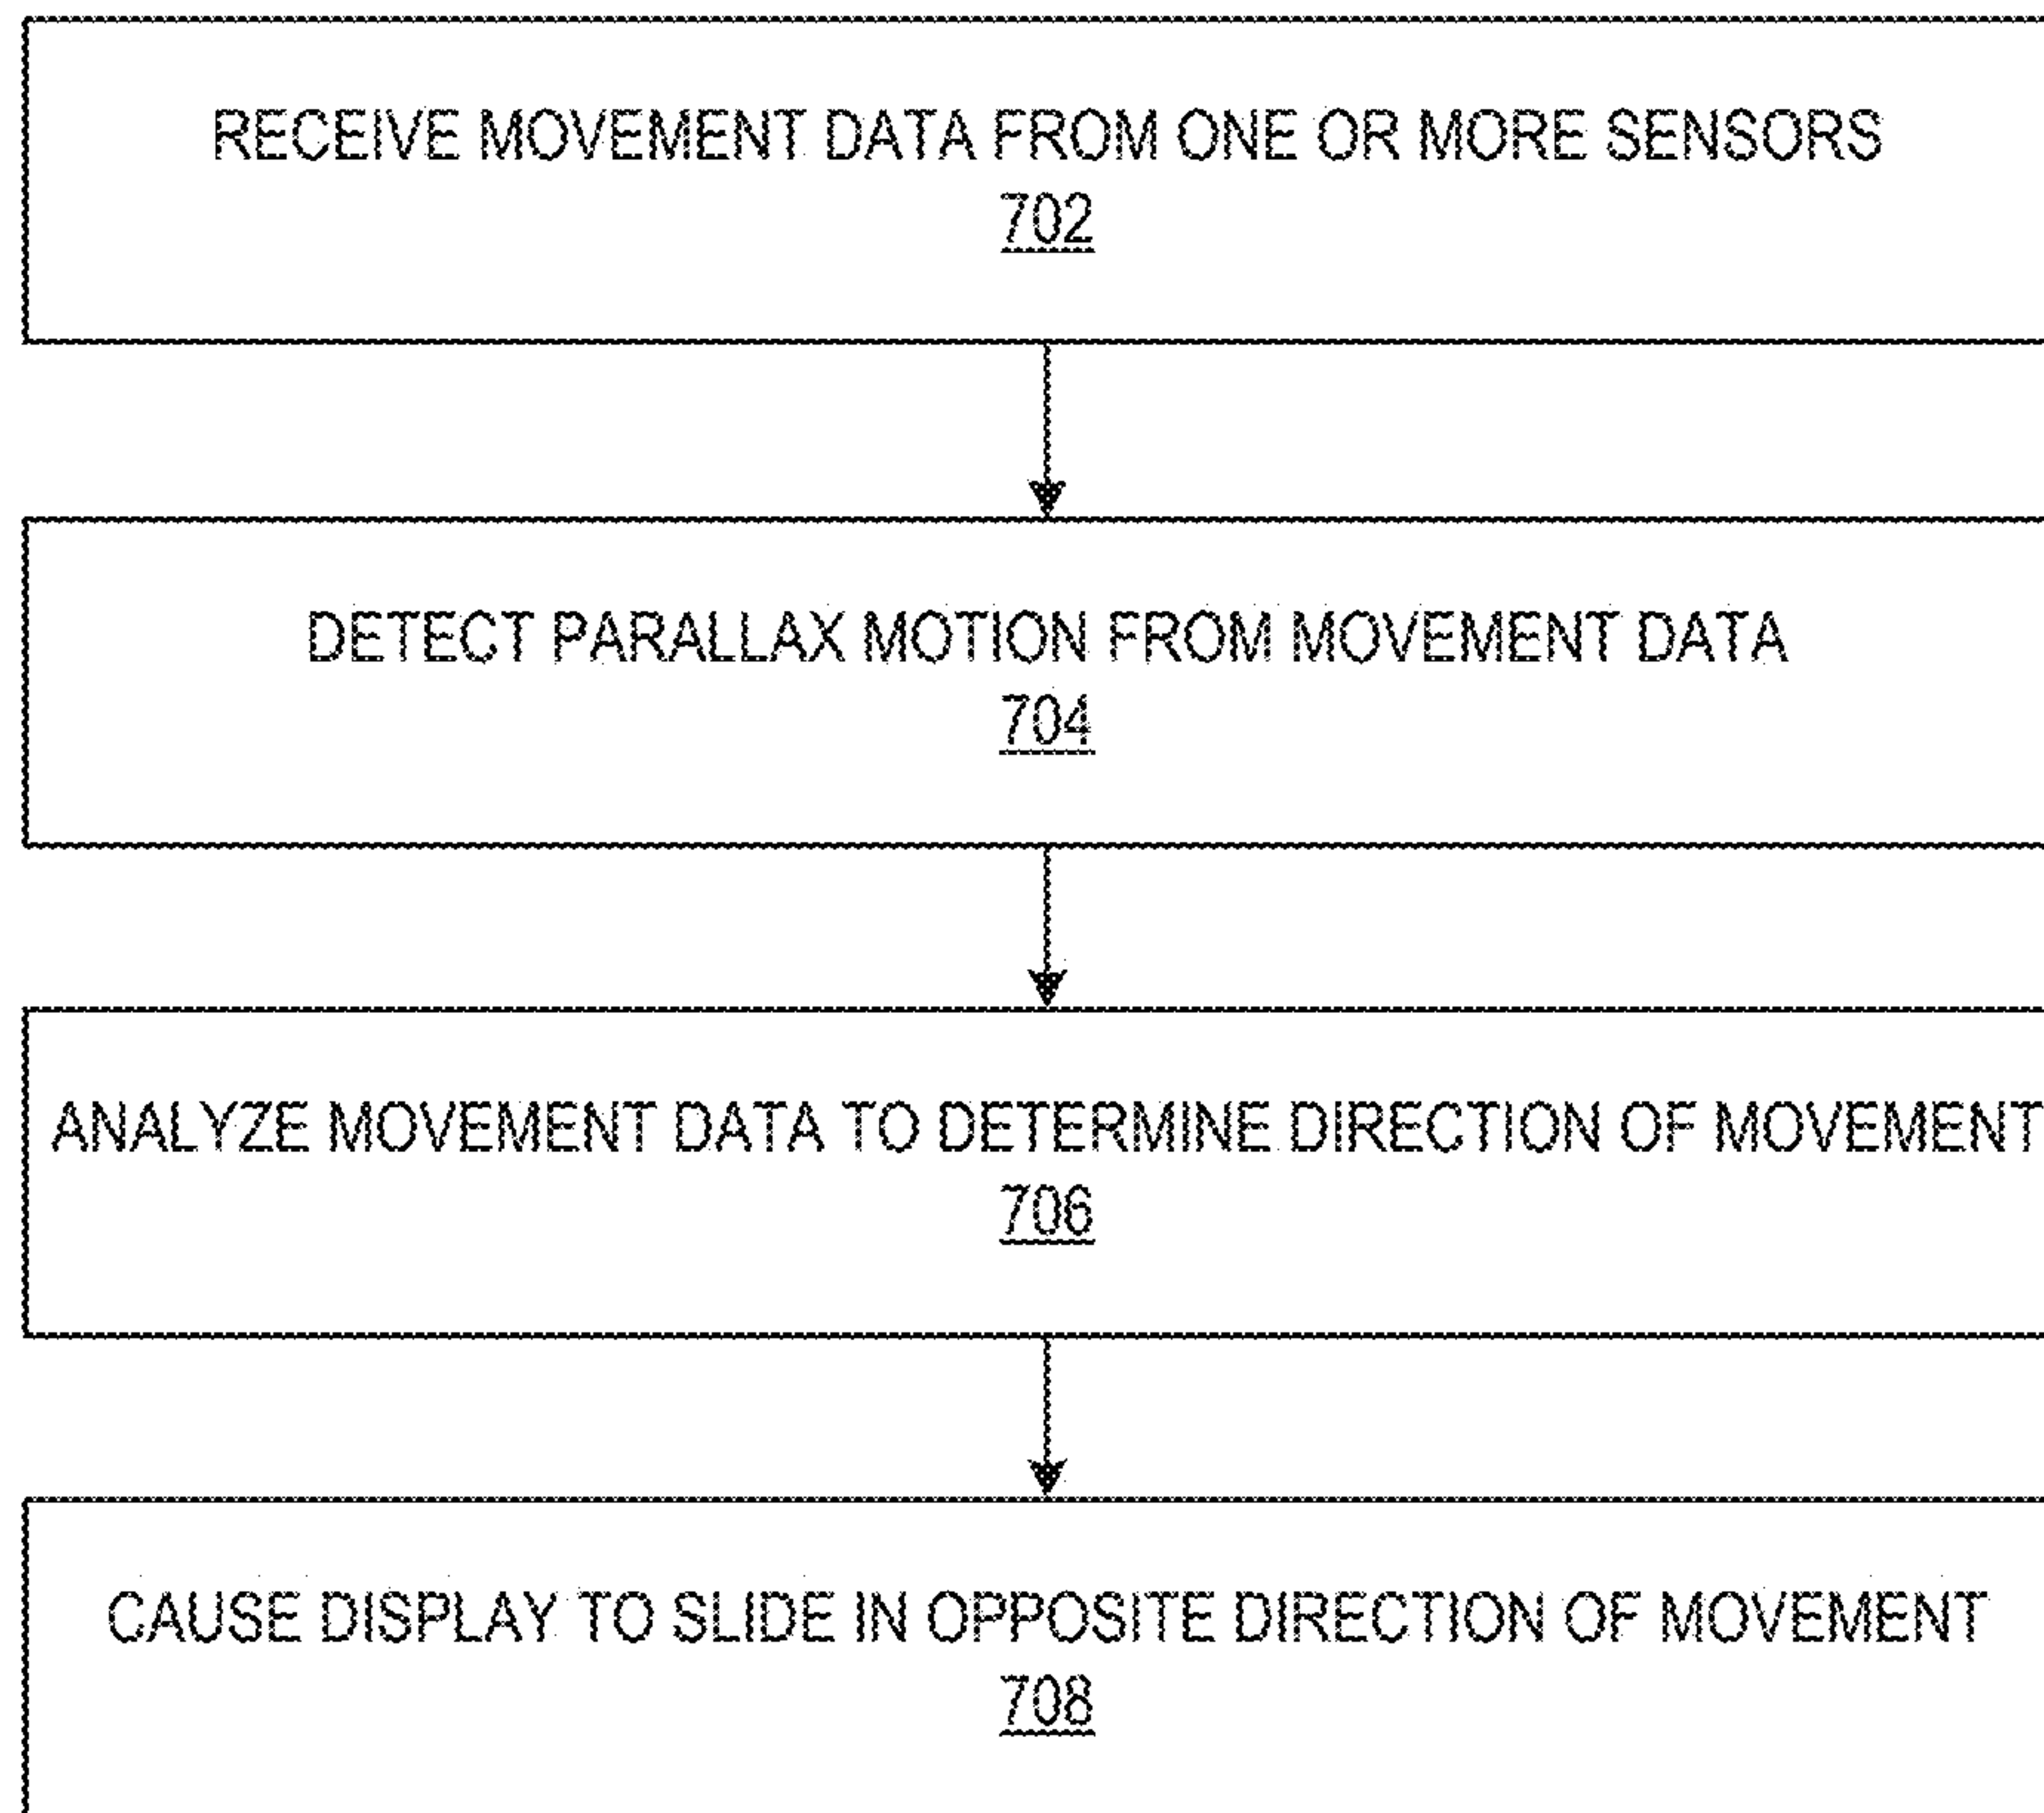 RECEIVE MOVEMENT DATA FROM ONE OR MORE SENSORS
702
DETECT PARALLAX MOTION FROM MOVEMENT DATA
704
ANALYZE MOVEMENT DATA TO DETERMINE DIRECTION OF MOVEMENT
706
CAUSE DISPLAY TO SLIDE IN OPPOSITE DIRECTION OF MOVEMENT
708